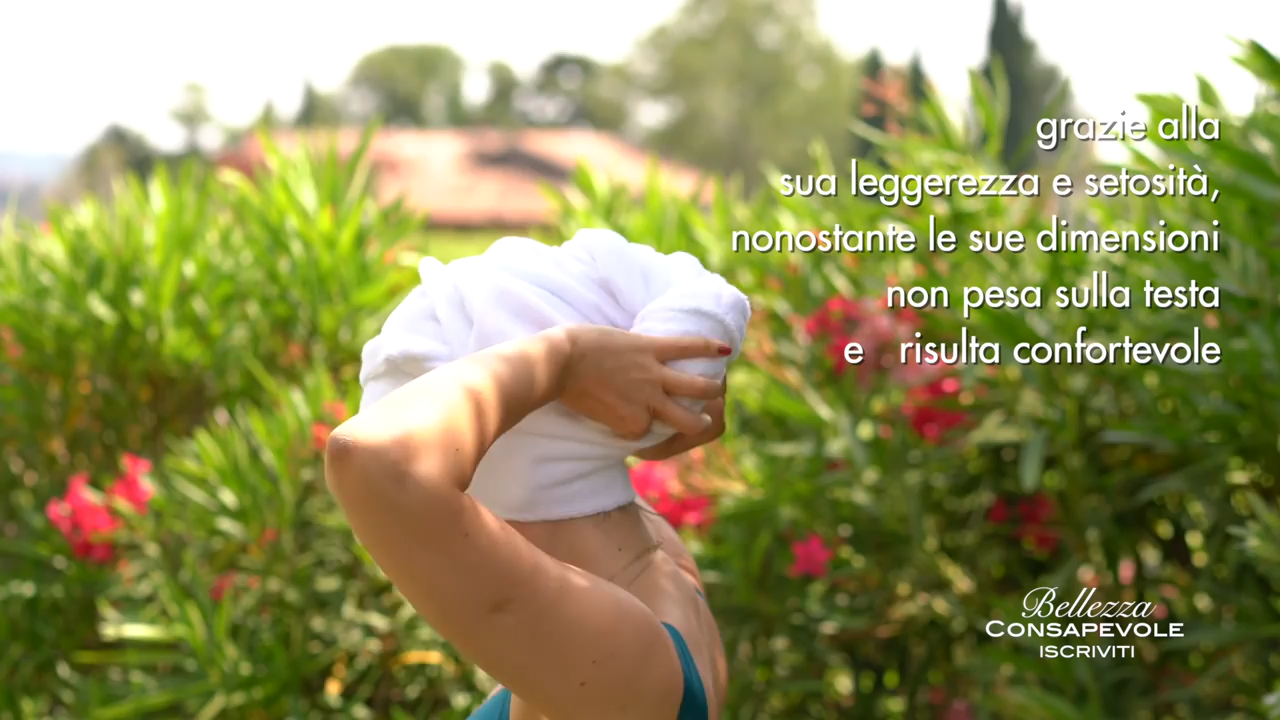 grazie alla
sua leggerezza e setosità,
nonostante le sue dimensioni
non pesa sulla testa
e risulta confortevole
Bellezza
CONSAPEVOLE
ISCRIVITI